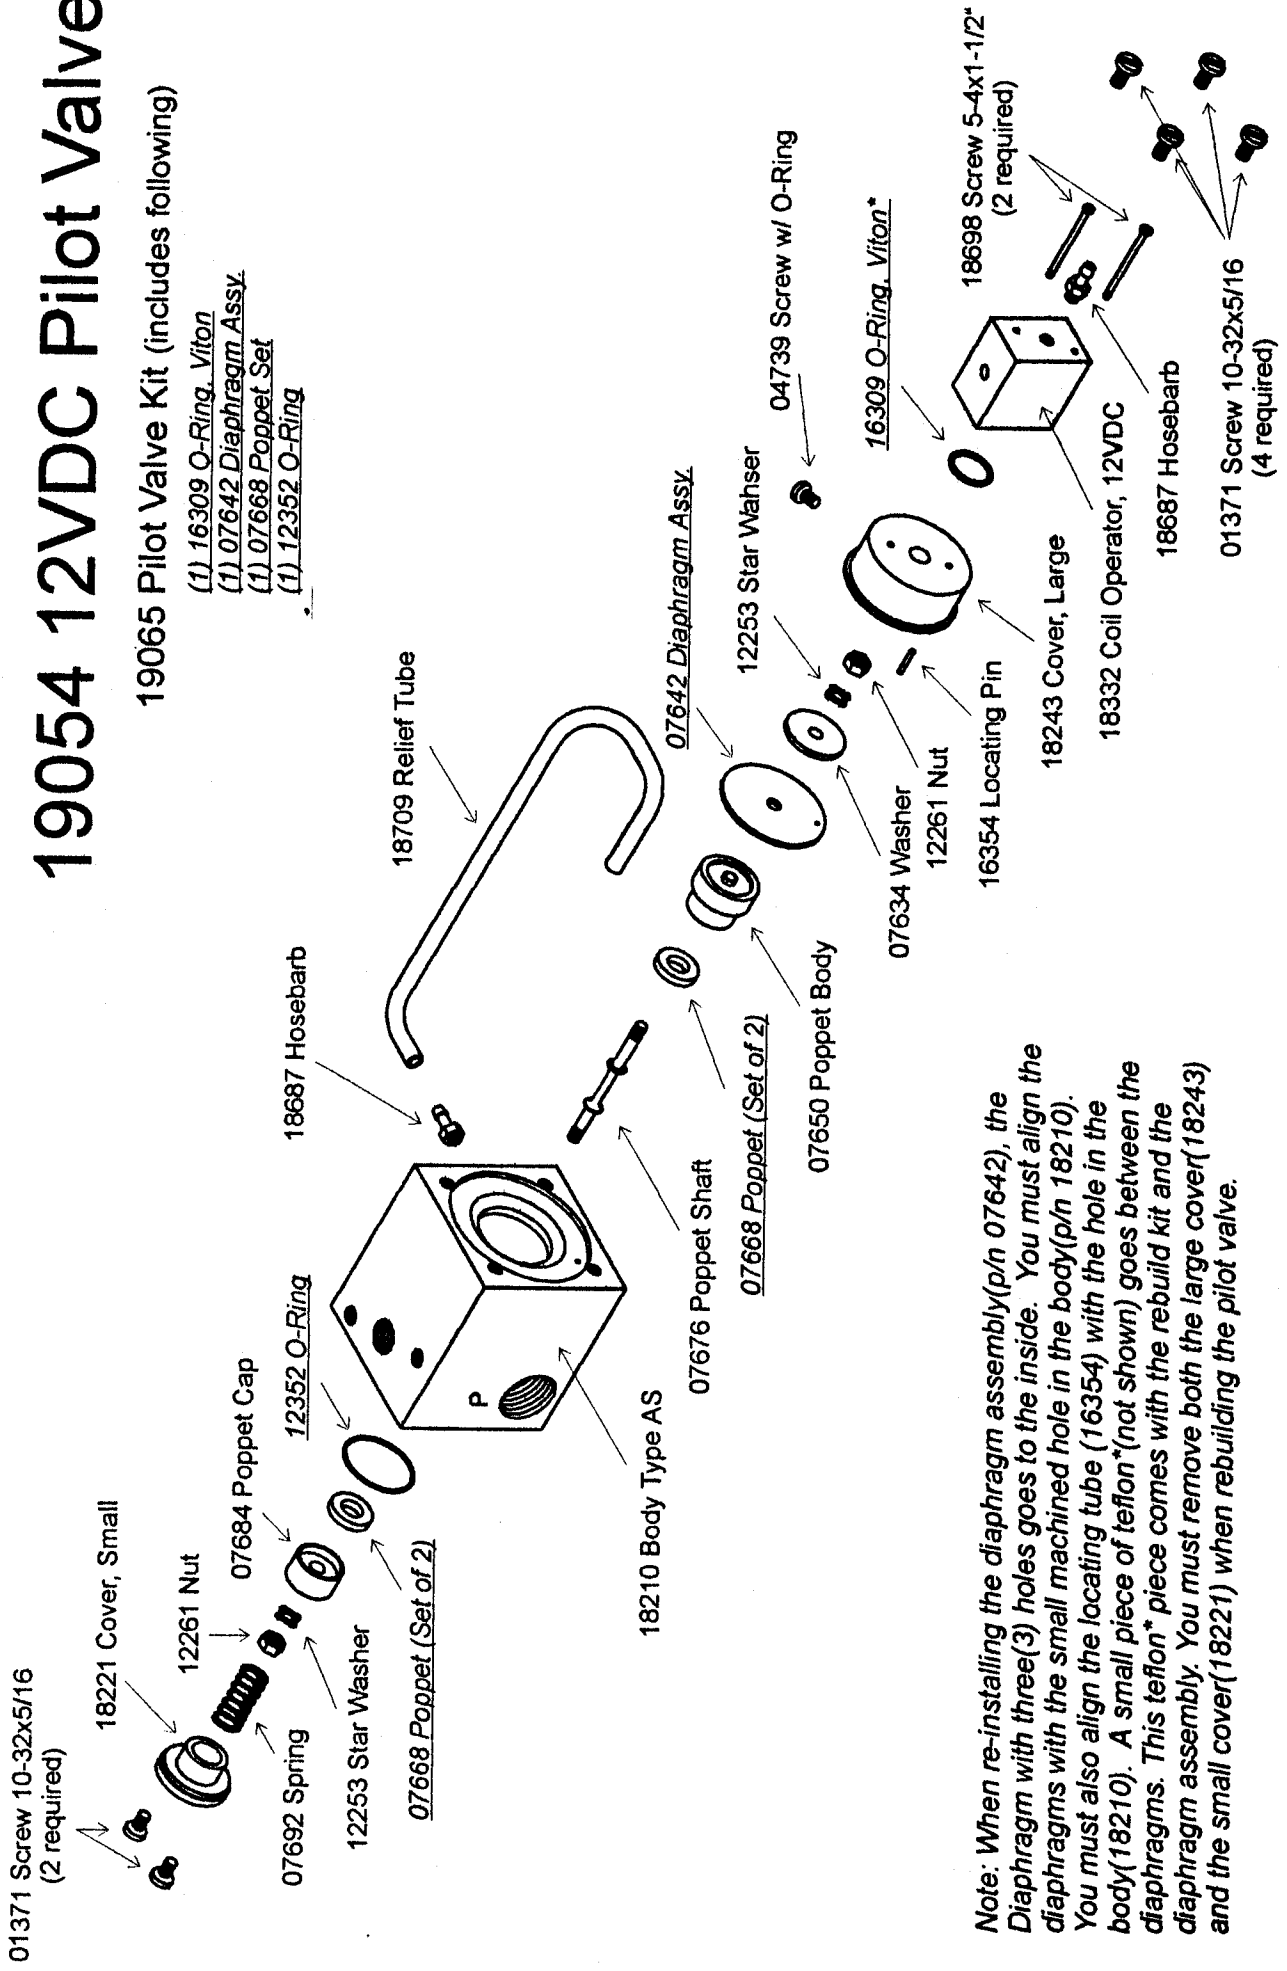 19054 12VDC Pilot Valve
19065 Pilot Valve Kit (includes following)
(1) 16309 O-Ring, Viton
(1) 07642 Diaphragm Assy.
(1) 07668 Poppet Set
(1) 12352 O-Ring
01371 Screw 10-32x5/16
(2 required)
18221 Cover, Small
12261 Nut
07684 Poppet Cap
12352 O-Ring
18687 Hosebarb
18709 Relief Tube
07692 Spring
12253 Star Washer
07668 Poppet (Set of 2)
P
18210 Body Type AS
07676 Poppet Shaft
07668 Poppet (Set of 2)
07650 Poppet Body
07642 Diaphragm Assy.
12253 Star Wahser
04739 Screw w/ O-Ring
16309 O-Ring, Viton*
18698 Screw 5-4x1-1/2"
(2 required)
07634 Washer
12261 Nut
16354 Locating Pin
18243 Cover, Large
18332 Coil Operator, 12VDC
18687 Hosebarb
01371 Screw 10-32x5/16
(4 required)
Note: When re-installing the diaphragm assembly(p/n 07642), the
Diaphragm with three(3) holes goes to the inside. You must align the
diaphragms with the small machined hole in the body(p/n 18210).
You must also align the locating tube (16354) with the hole in the
body(18210). A small piece of teflon*(not shown) goes between the
diaphragms. This teflon* piece comes with the rebuild kit and the
diaphragm assembly. You must remove both the large cover(18243)
and the small cover(18221) when rebuilding the pilot valve.